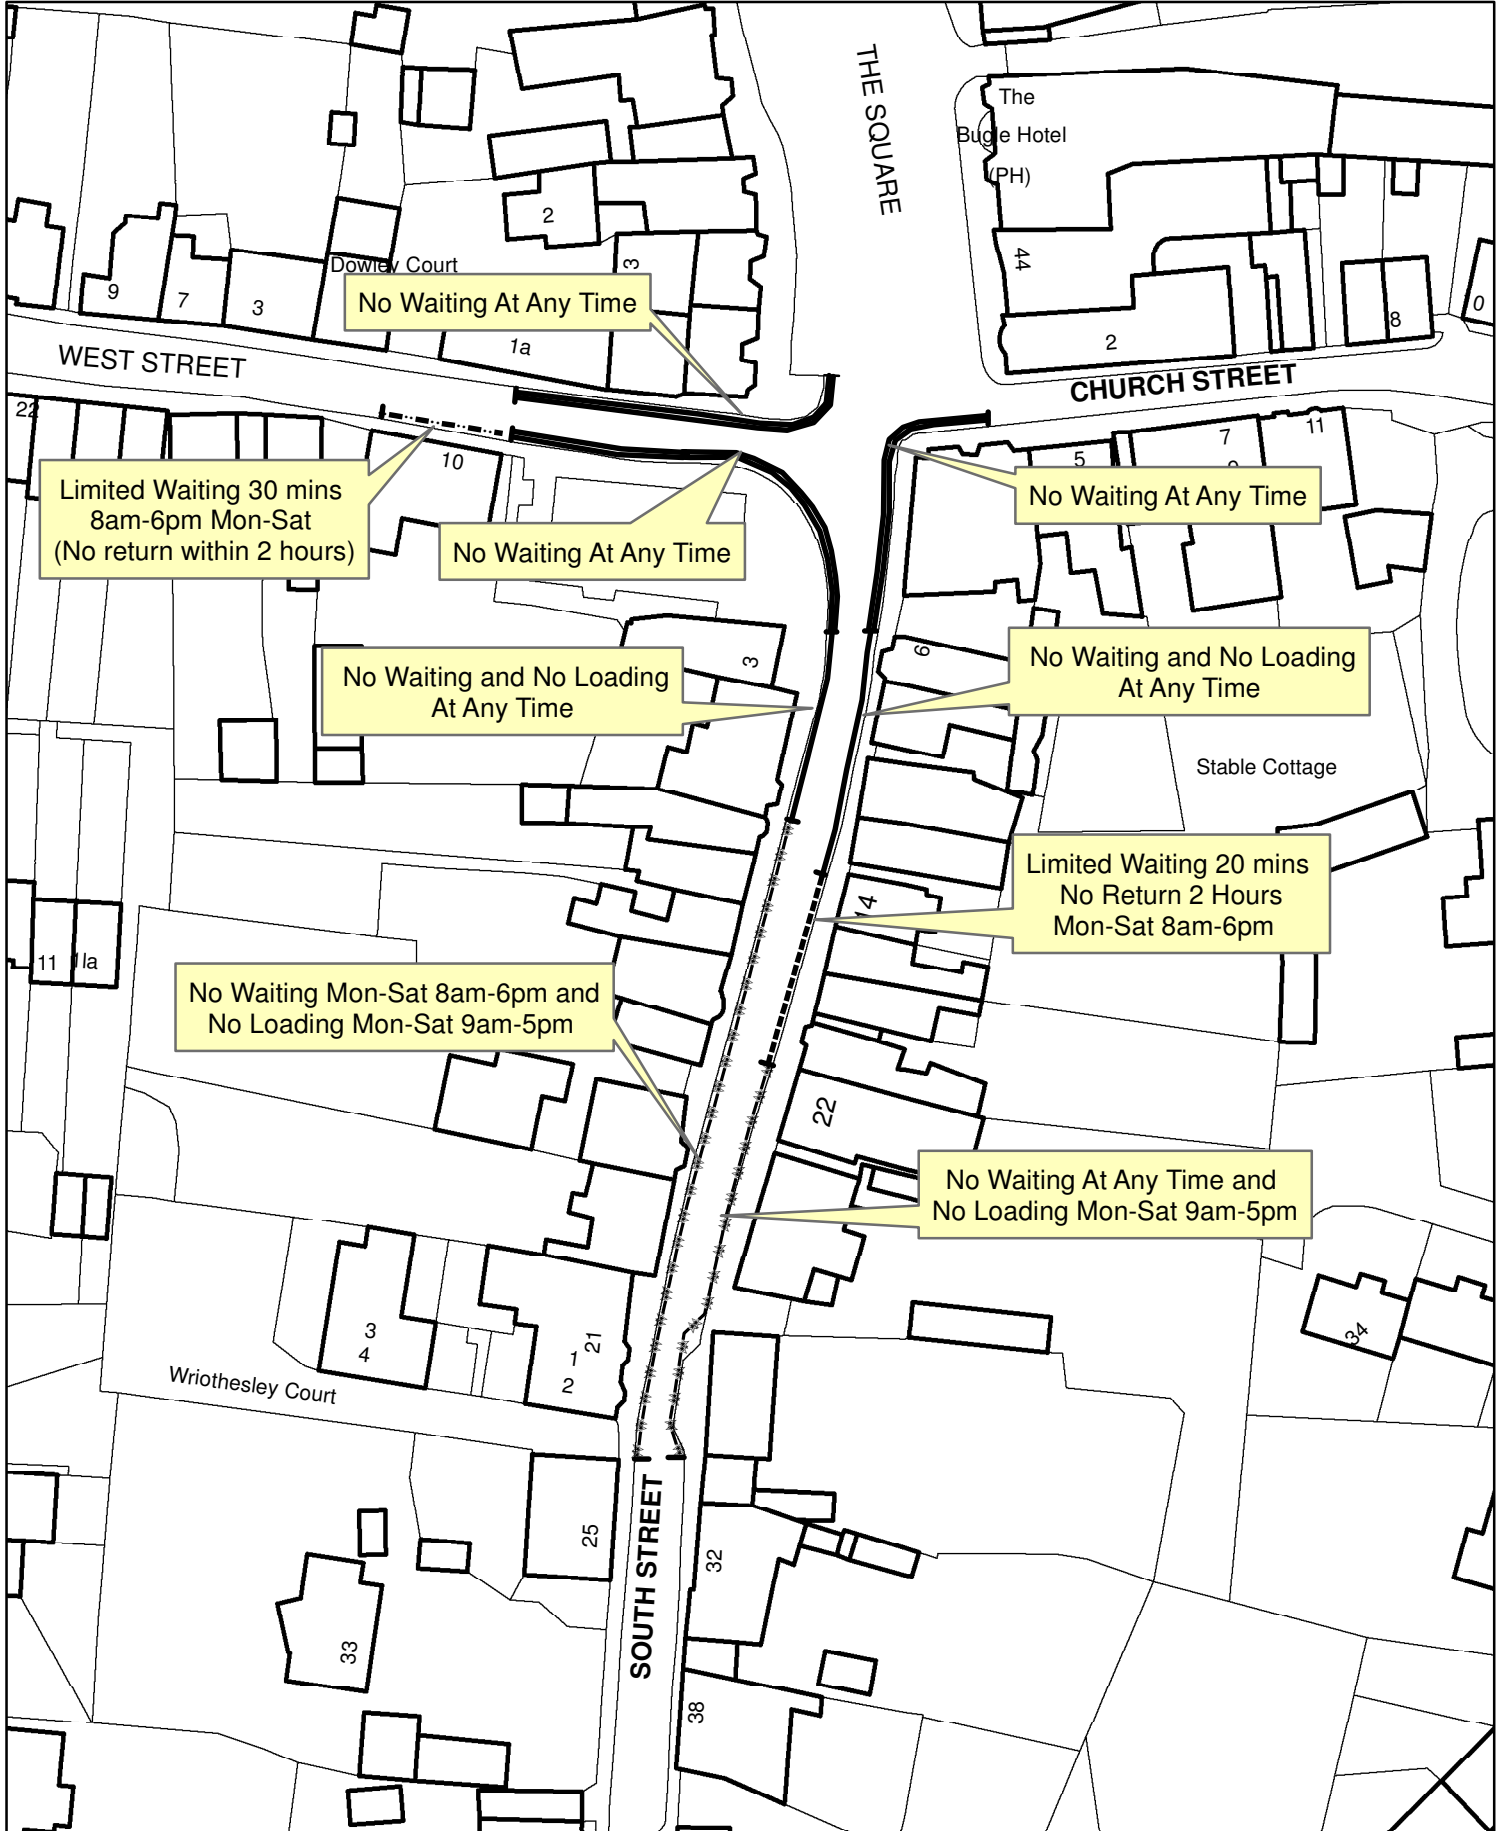 THE SQUARE
The
Bugle Hotel
(PH)
2
3
44
Dowley Court
9
7
3
No Waiting At Any Time
1a
2
8
0
WEST STREET
CHURCH STREET
22
10
5
7
11
Limited Waiting 30 mins
8am-6pm Mon-Sat
(No return within 2 hours)
No Waiting At Any Time
No Waiting At Any Time
3
6
No Waiting and No Loading
At Any Time
No Waiting and No Loading
At Any Time
Stable Cottage
Limited Waiting 20 mins
No Return 2 Hours
Mon-Sat 8am-6pm
14
11
No Waiting Mon-Sat 8am-6pm and
No Loading Mon-Sat 9am-5pm
22
No Waiting At Any Time and
No Loading Mon-Sat 9am-5pm
3
4
21
1
2
34
Wriothesley Court
25
SOUTH STREET
32
33
38